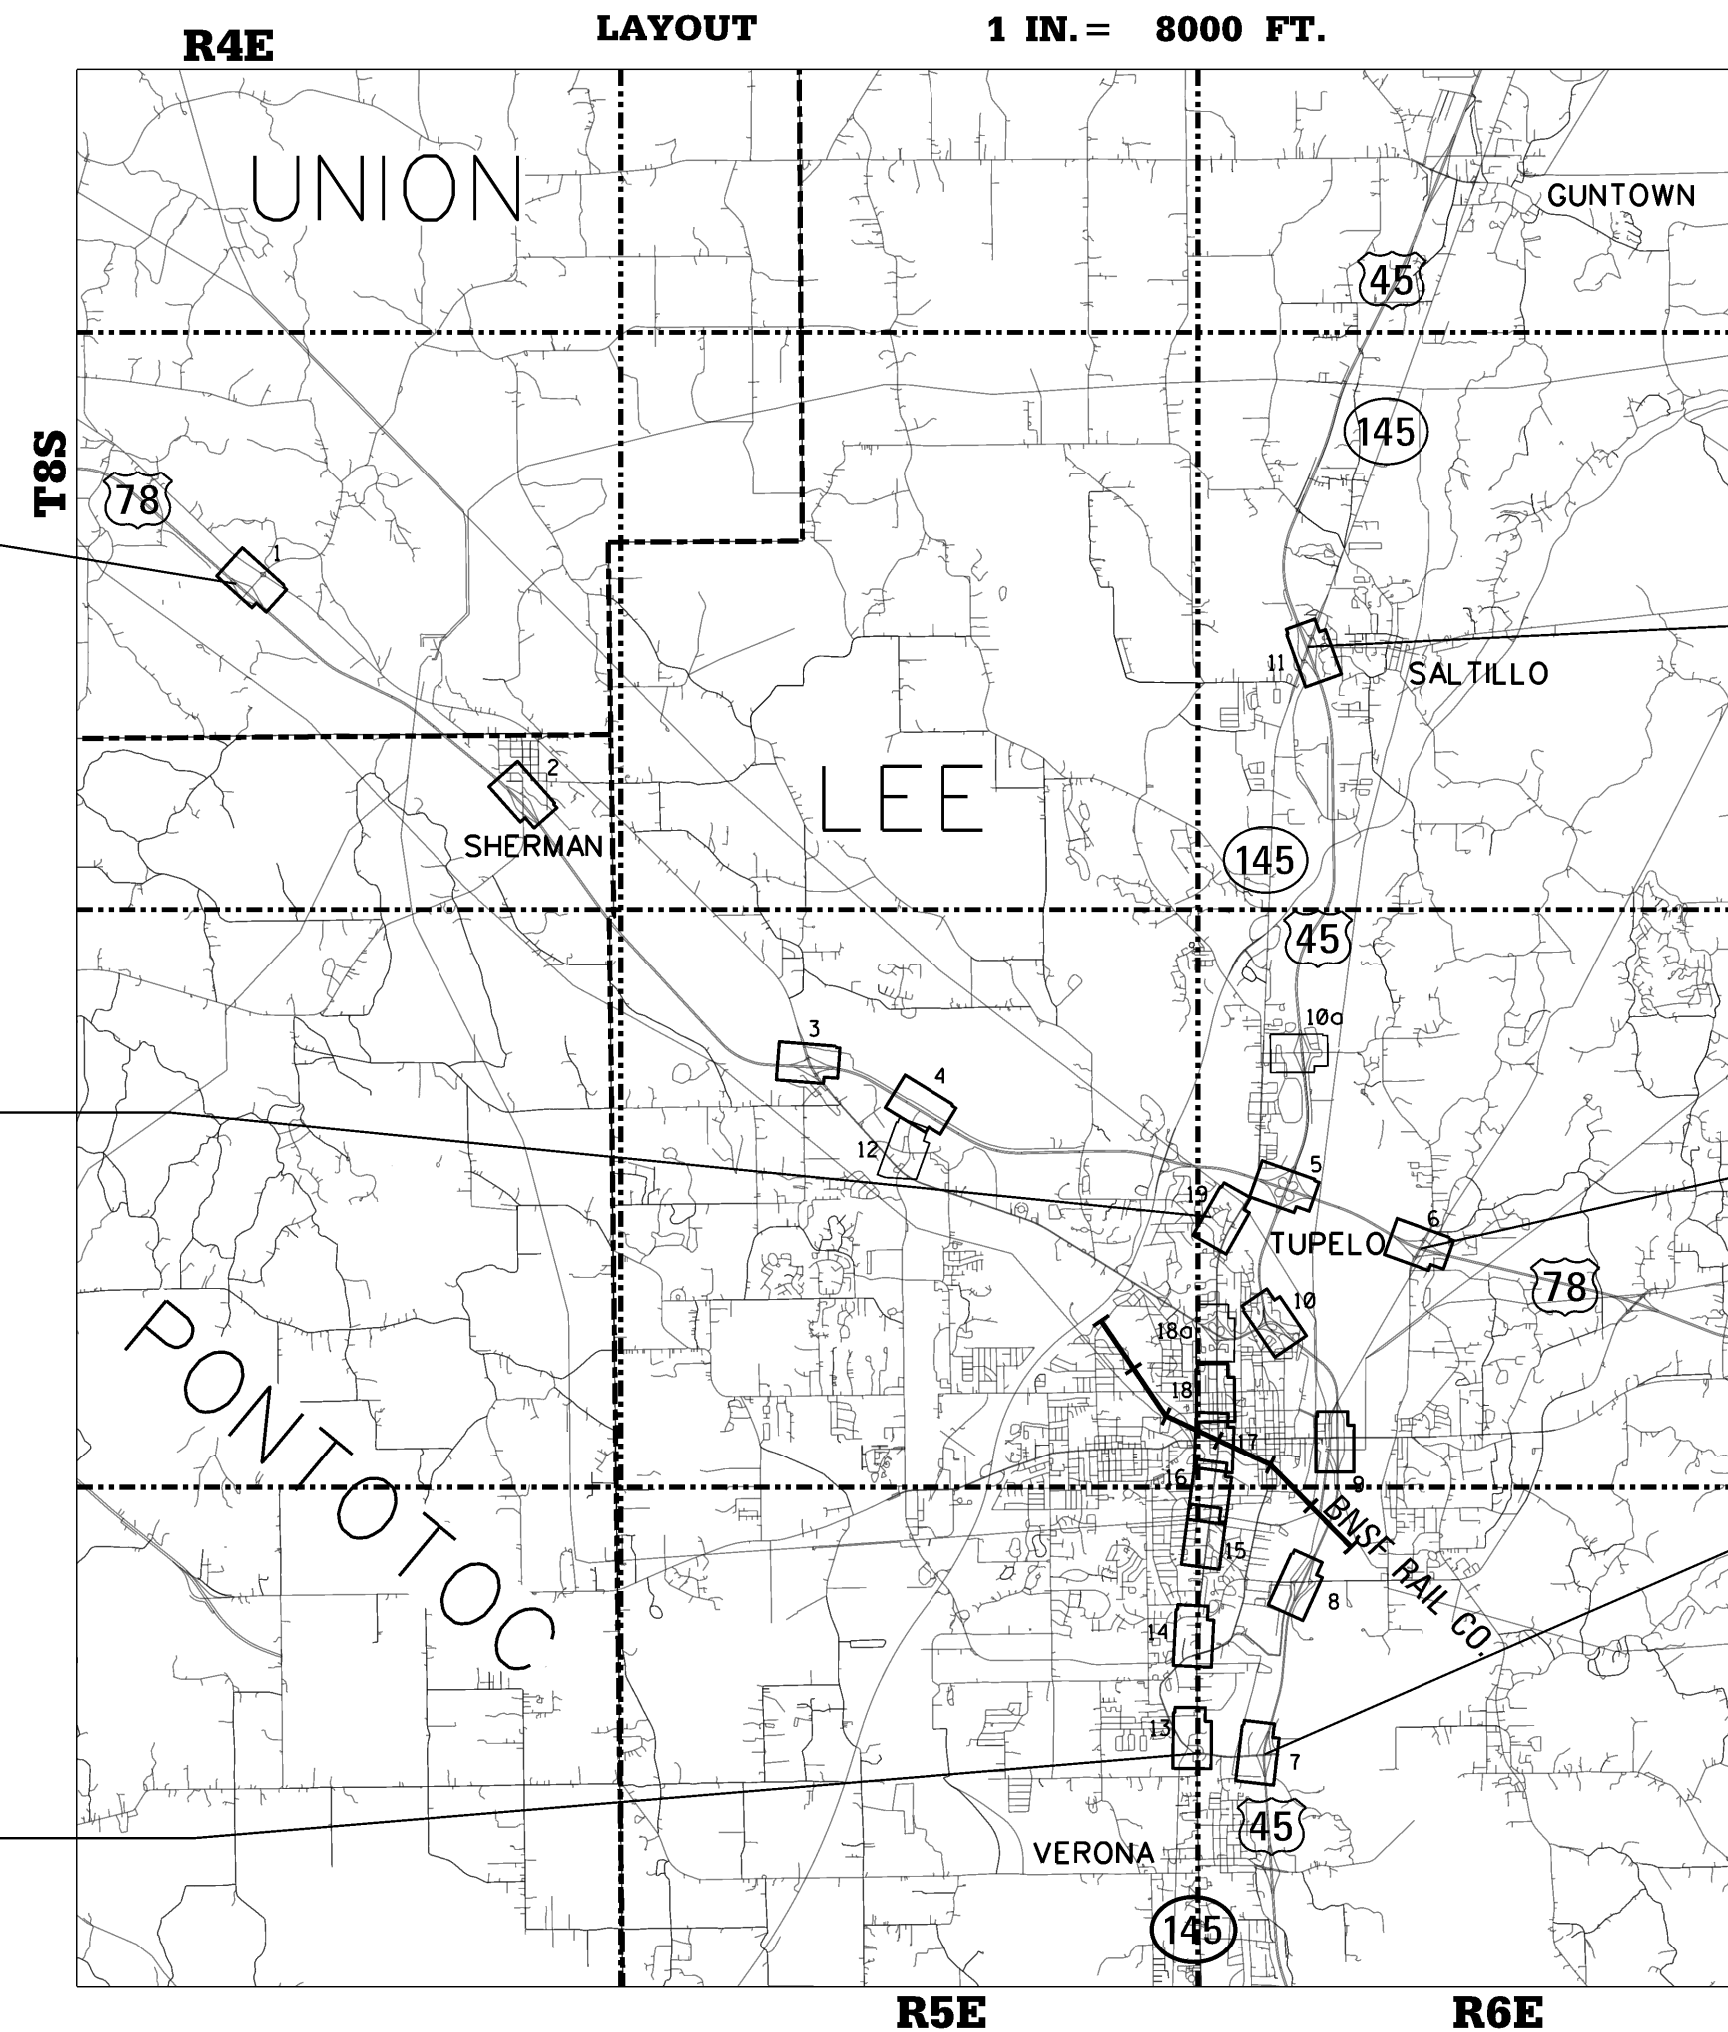 R4E
LAYOUT 1 IN.= 8000 FT.
UNION
GUNTOWN
45
145
T8S
78
1
11
SALTILLO
2
LEE
SHERMAN
145
45
10a
3
4
12
5
19
6
TUPELO
78
10
18a
PONTOTOC
18
17
16
9
BNSF RAIL CO.
15
8
14
13
7
45
VERONA
145
R5E
R6E